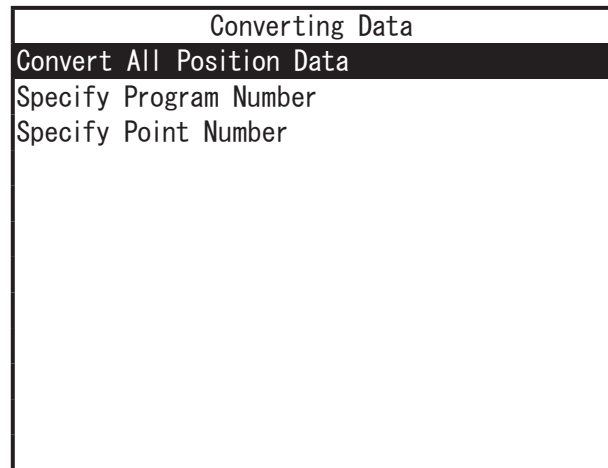 Converting Data
Convert All Position Data
Specify Program Number
Specify Point Number